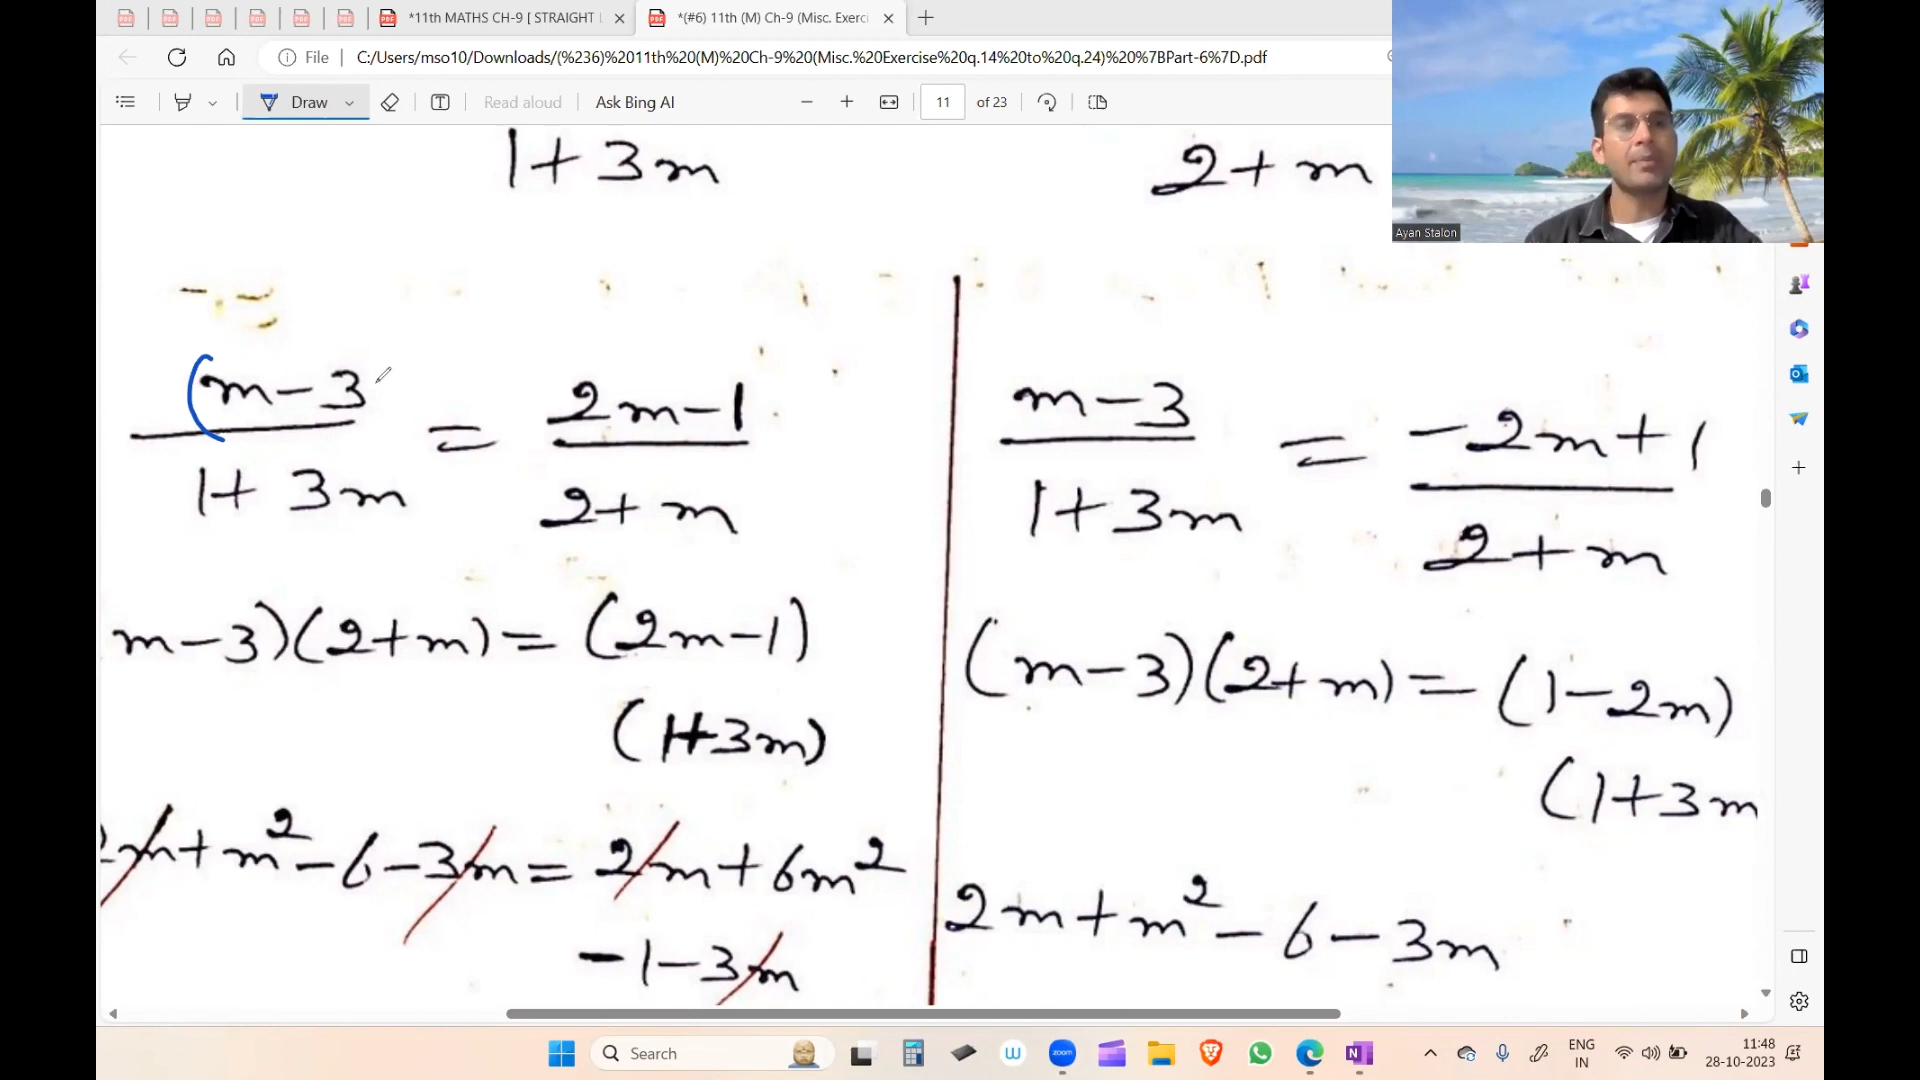 *11th MATHS CH-9 [ STRAIGHT
*(#6) 11th (M) Ch-9 (Misc. Exerci
File
C:/Users/mso10/Downloads/(%236)%2011th%20(M)%20Ch-9%20(Misc.%20Exercise%20q.14%20to%20q.24)%20%7BPart-6%7D.pdf
Draw
Read aloud
Ask Bing AI
11
of 23
Ayan Stalon
1+3m
2+m
(m-3 = 2m-1
1+3m 2+m
m-3)(2+m) = (2m-1)
(1+3m)
2m+m² - 6 - 3m = 2m + 6m²
-1-3m
m-3 = -2m+1
1+3m 2+m
(m-3)(2+m) = (1-2m)
(1+3m
2m+m² - 6 - 3m
Search
W
zoom
N
ENG
IN
11:48
28-10-2023